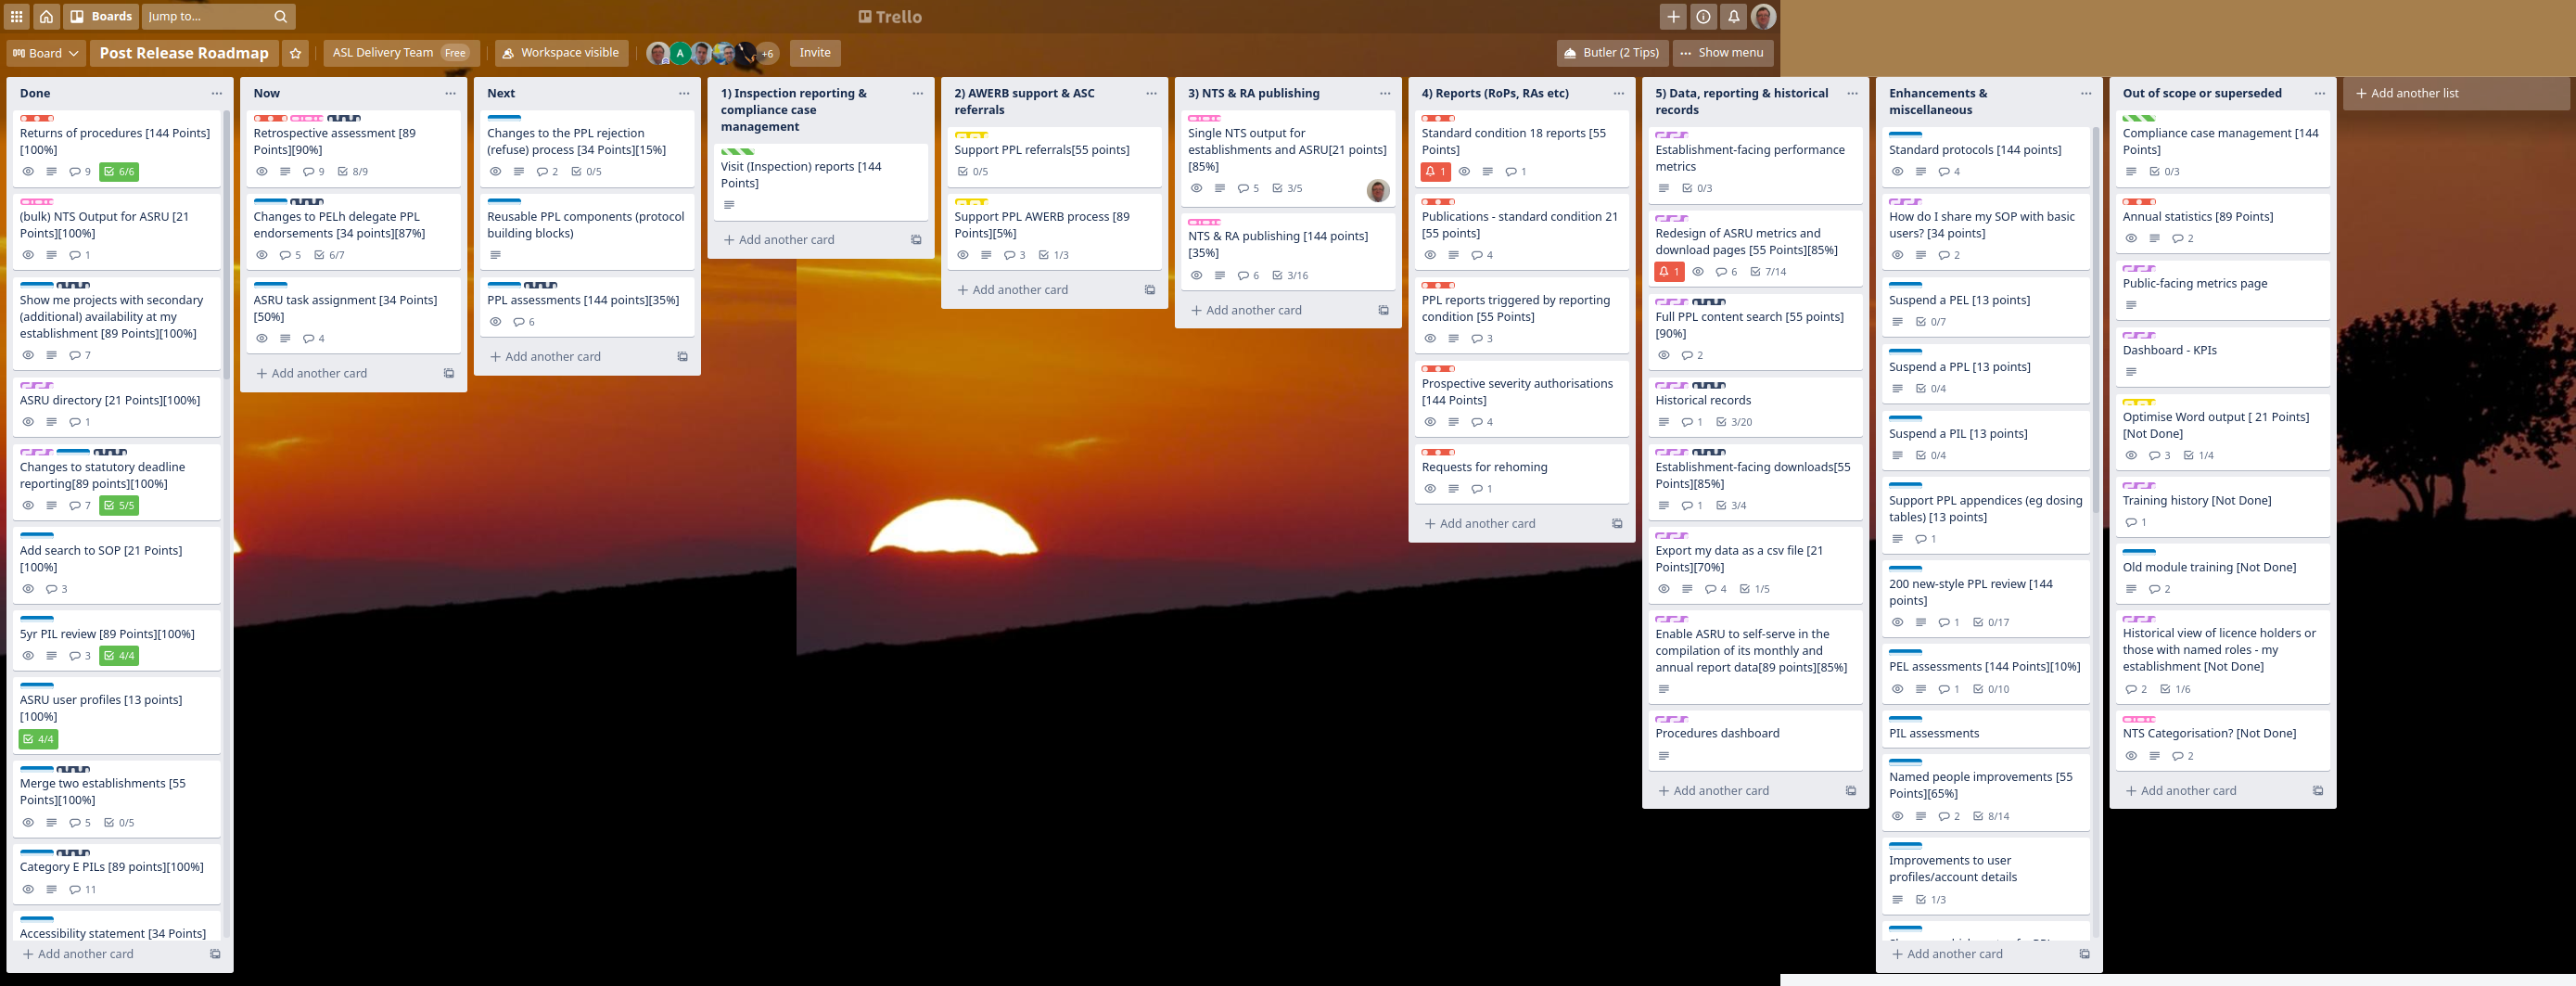 Boards
Jump to...
Trello
Board
Post Release Roadmap
ASL Delivery Team
Free
Workspace visible
A
+6
Invite
Butler (2 Tips)
Show menu
Done
Returns of procedures [144 Points]
[100%]
9
6/6
(bulk) NTS Output for ASRU [21
Points][100%]
1
Show me projects with secondary
(additional) availability at my
establishment [89 Points][100%]
7
ASRU directory [21 Points][100%]
1
Changes to statutory deadline
reporting[89 points][100%]
7
5/5
Add search to SOP [21 Points]
[100%]
3
5yr PIL review [89 Points][100%]
3
4/4
ASRU user profiles [13 points]
[100%]
4/4
Merge two establishments [55
Points][100%]
5
0/5
Category E PILs [89 points][100%]
11
Accessibility statement [34 Points]
Add another card
Now
Retrospective assessment [89
Points][90%]
9
8/9
Changes to PELh delegate PPL
endorsements [34 points][87%]
5
6/7
ASRU task assignment [34 Points]
[50%]
4
Add another card
Next
Changes to the PPL rejection
(refuse) process [34 Points][15%]
2
0/5
Reusable PPL components (protocol
building blocks)
PPL assessments [144 points][35%]
6
Add another card
1) Inspection reporting &
compliance case
management
Visit (Inspection) reports [144
Points]
Add another card
2) AWERB support & ASC
referrals
Support PPL referrals[55 points]
0/5
Support PPL AWERB process [89
Points][5%]
3
1/3
Add another card
3) NTS & RA publishing
Single NTS output for
establishments and ASRU[21 points]
[85%]
5
3/5
NTS & RA publishing [144 points]
[35%]
6
3/16
Add another card
4) Reports (RoPs, RAs etc)
Standard condition 18 reports [55
Points]
1
1
Publications - standard condition 21
[55 points]
4
PPL reports triggered by reporting
condition [55 Points]
3
Prospective severity authorisations
[144 Points]
4
Requests for rehoming
1
Add another card
5) Data, reporting & historical
records
Establishment-facing performance
metrics
0/3
Redesign of ASRU metrics and
download pages [55 Points][85%]
1
6
7/14
Full PPL content search [55 points]
[90%]
2
Historical records
1
3/20
Establishment-facing downloads[55
Points][85%]
1
3/4
Export my data as a csv file [21
Points][70%]
4
1/5
Enable ASRU to self-serve in the
compilation of its monthly and
annual report data[89 points][85%]
Procedures dashboard
Add another card
Enhancements &
miscellaneous
Standard protocols [144 points]
4
How do I share my SOP with basic
users? [34 points]
2
Suspend a PEL [13 points]
0/7
Suspend a PPL [13 points]
0/4
Suspend a PIL [13 points]
0/4
Support PPL appendices (eg dosing
tables) [13 points]
1
200 new-style PPL review [144
points]
1
0/17
PEL assessments [144 Points][10%]
1
0/10
PIL assessments
Named people improvements [55
Points][65%]
2
8/14
Improvements to user
profiles/account details
1/3
Add another card
Out of scope or superseded
Compliance case management [144
Points]
0/3
Annual statistics [89 Points]
2
Public-facing metrics page
Dashboard - KPIs
Optimise Word output [ 21 Points]
[Not Done]
3
1/4
Training history [Not Done]
1
Old module training [Not Done]
2
Historical view of licence holders or
those with named roles - my
establishment [Not Done]
2
1/6
NTS Categorisation? [Not Done]
2
Add another card
Add another list